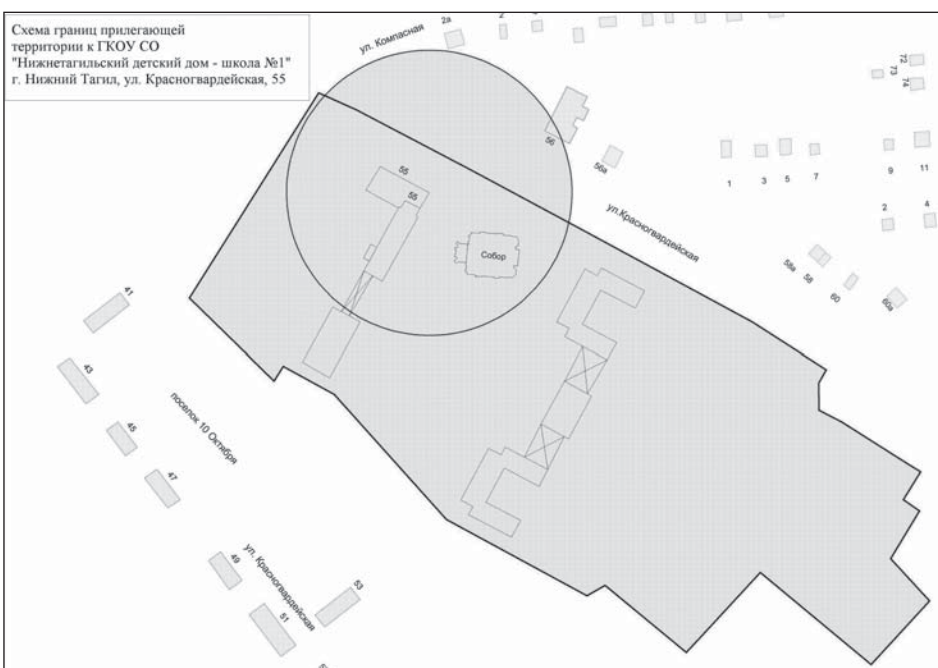 Схема границ прилегающей
территории к ГКОУ СО
"Нижнетагильский детский дом - школа №1"
г. Нижний Тагил, ул. Красногвардейская, 55
ул. Компасная
2а
2
56
56а
72
73
74
1
3
5
7
9
11
2
4
ул.Красногвардейская
58а
58
60
60а
55
55
Собор
41
43
45
47
поселок 10 Октября
49
51
53
ул. Красногвардейская